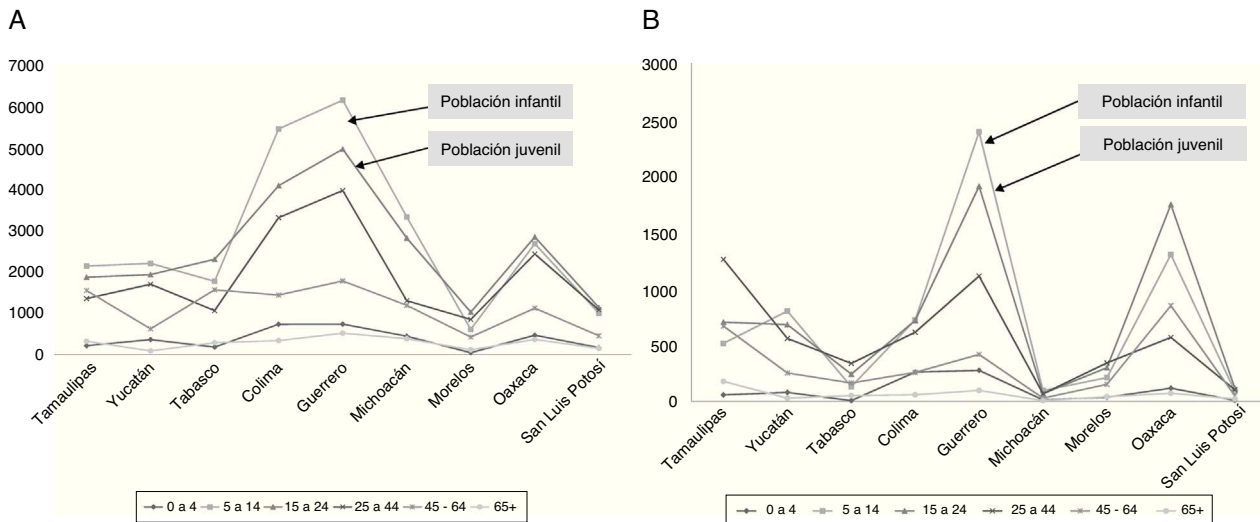 A
7000
6000
5000
4000
3000
2000
1000
0
Población infantil
Población juvenil
Tamaulipas
Yucatán
Tabasco
Colima
Guerrero
Michoacán
Morelos
Oaxaca
San Luis Potosí
0 a 4 5 a 14 15 a 24 25 a 44 45 - 64 65+
B
3000
2500
2000
1500
1000
500
0
Población infantil
Población juvenil
Tamaulipas
Yucatán
Tabasco
Colima
Guerrero
Michoacán
Morelos
Oaxaca
San Luis Potosí
0 a 4 5 a 14 15 a 24 25 a 44 45 - 64 65+